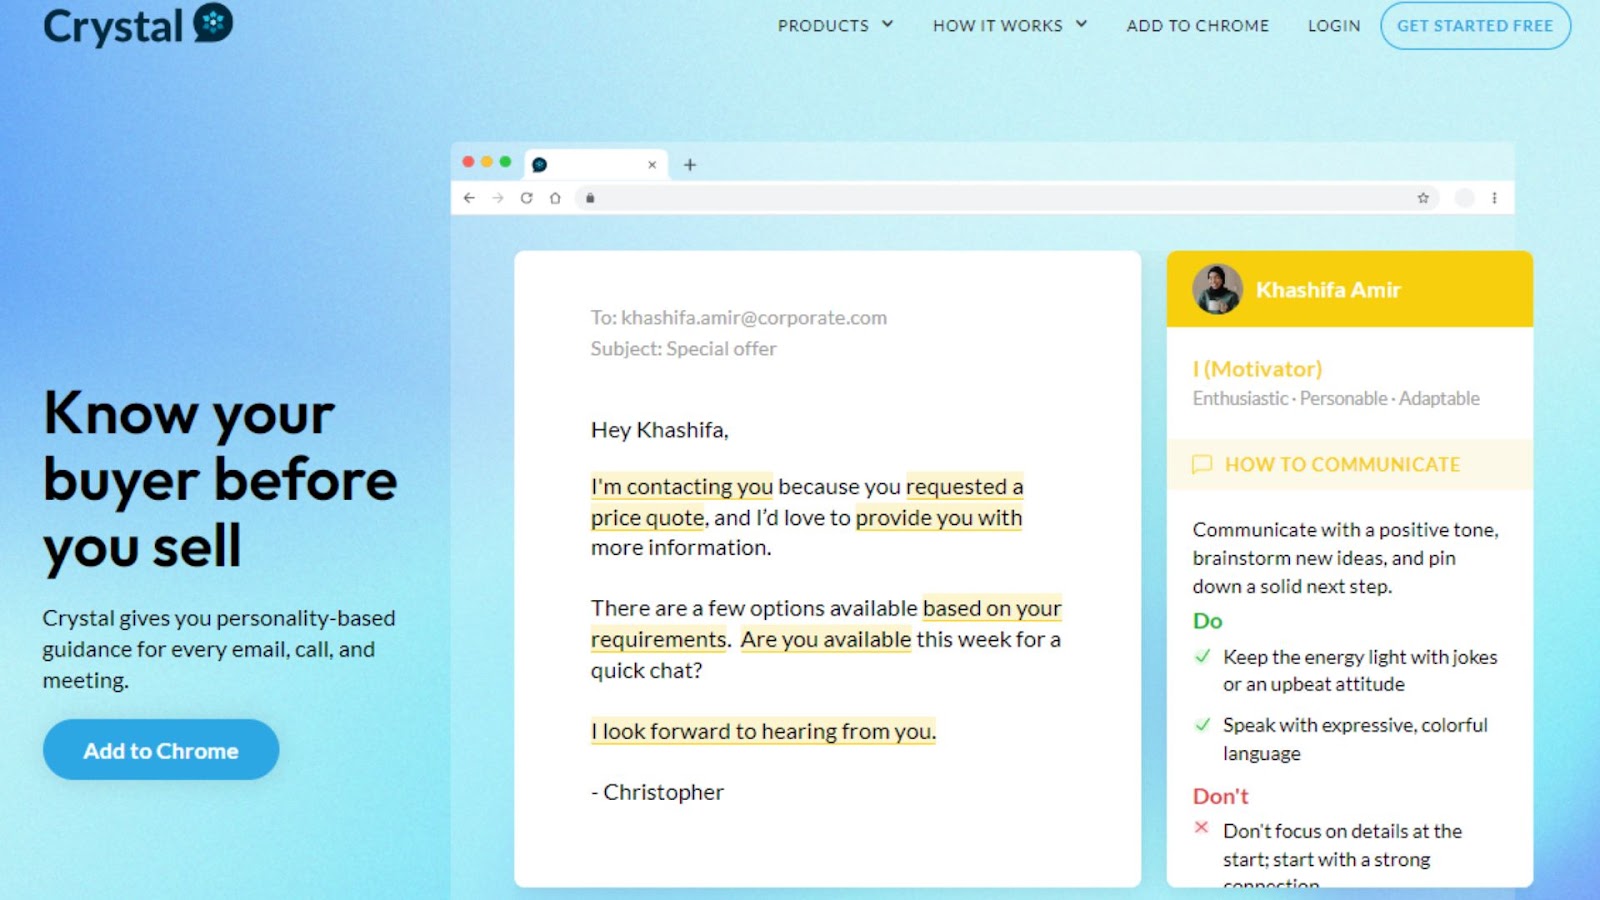 Crystal
PRODUCTS
HOW IT WORKS
ADD TO CHROME
LOGIN
GET STARTED FREE
Know your
buyer before
you sell
Crystal gives you personality-based
guidance for every email, call, and
meeting.
Add to Chrome
To: khashifa.amir@corporate.com
Subject: Special offer
Hey Khashifa,
I'm contacting you because you requested a
price quote, and I’d love to provide you with
more information.
There are a few options available based on your
requirements. Are you available this week for a
quick chat?
I look forward to hearing from you.
- Christopher
Khashifa Amir
I (Motivator)
Enthusiastic · Personable · Adaptable
HOW TO COMMUNICATE
Communicate with a positive tone,
brainstorm new ideas, and pin
down a solid next step.
Do
Keep the energy light with jokes
or an upbeat attitude
Speak with expressive, colorful
language
Don't
Don't focus on details at the
start; start with a strong
connection